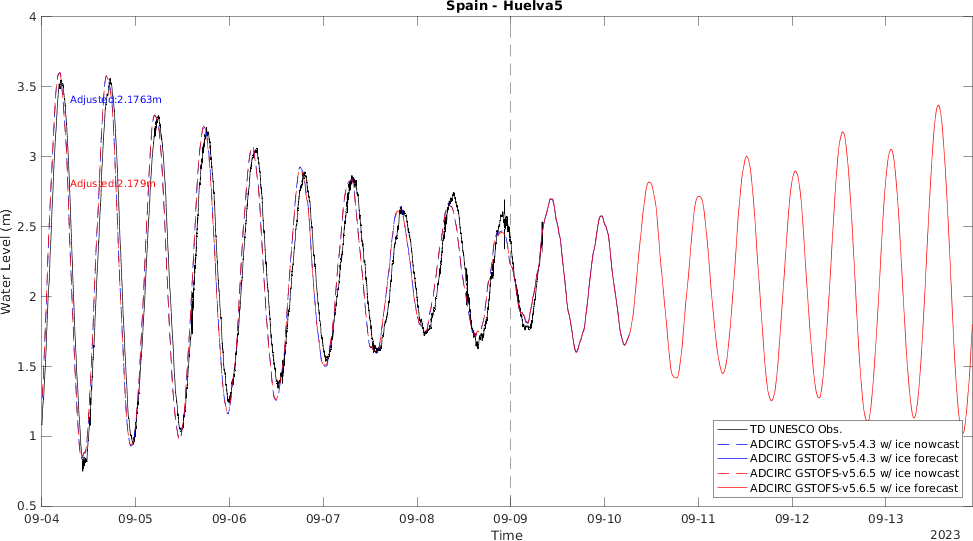 Spain - Huelva5
4
3.5
3
2.5
2
1.5
1
0.5
Water Level (m)
Adjusted:2.1763m
Adjusted:2.179m
09-04
09-05
09-06
09-07
09-08
09-09
09-10
09-11
09-12
09-13
Time
2023
TD UNESCO Obs.
ADCIRC GSTOFS-v5.4.3 w/ ice nowcast
ADCIRC GSTOFS-v5.4.3 w/ ice forecast
ADCIRC GSTOFS-v5.6.5 w/ ice nowcast
ADCIRC GSTOFS-v5.6.5 w/ ice forecast